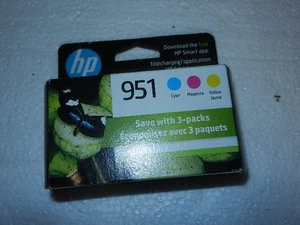 hp
Download the free
HP Smart app
Téléchargez
951
Cyan
Magenta
Yellow
Jaune
Save with 3-packs
Économisez avec 3 paquets